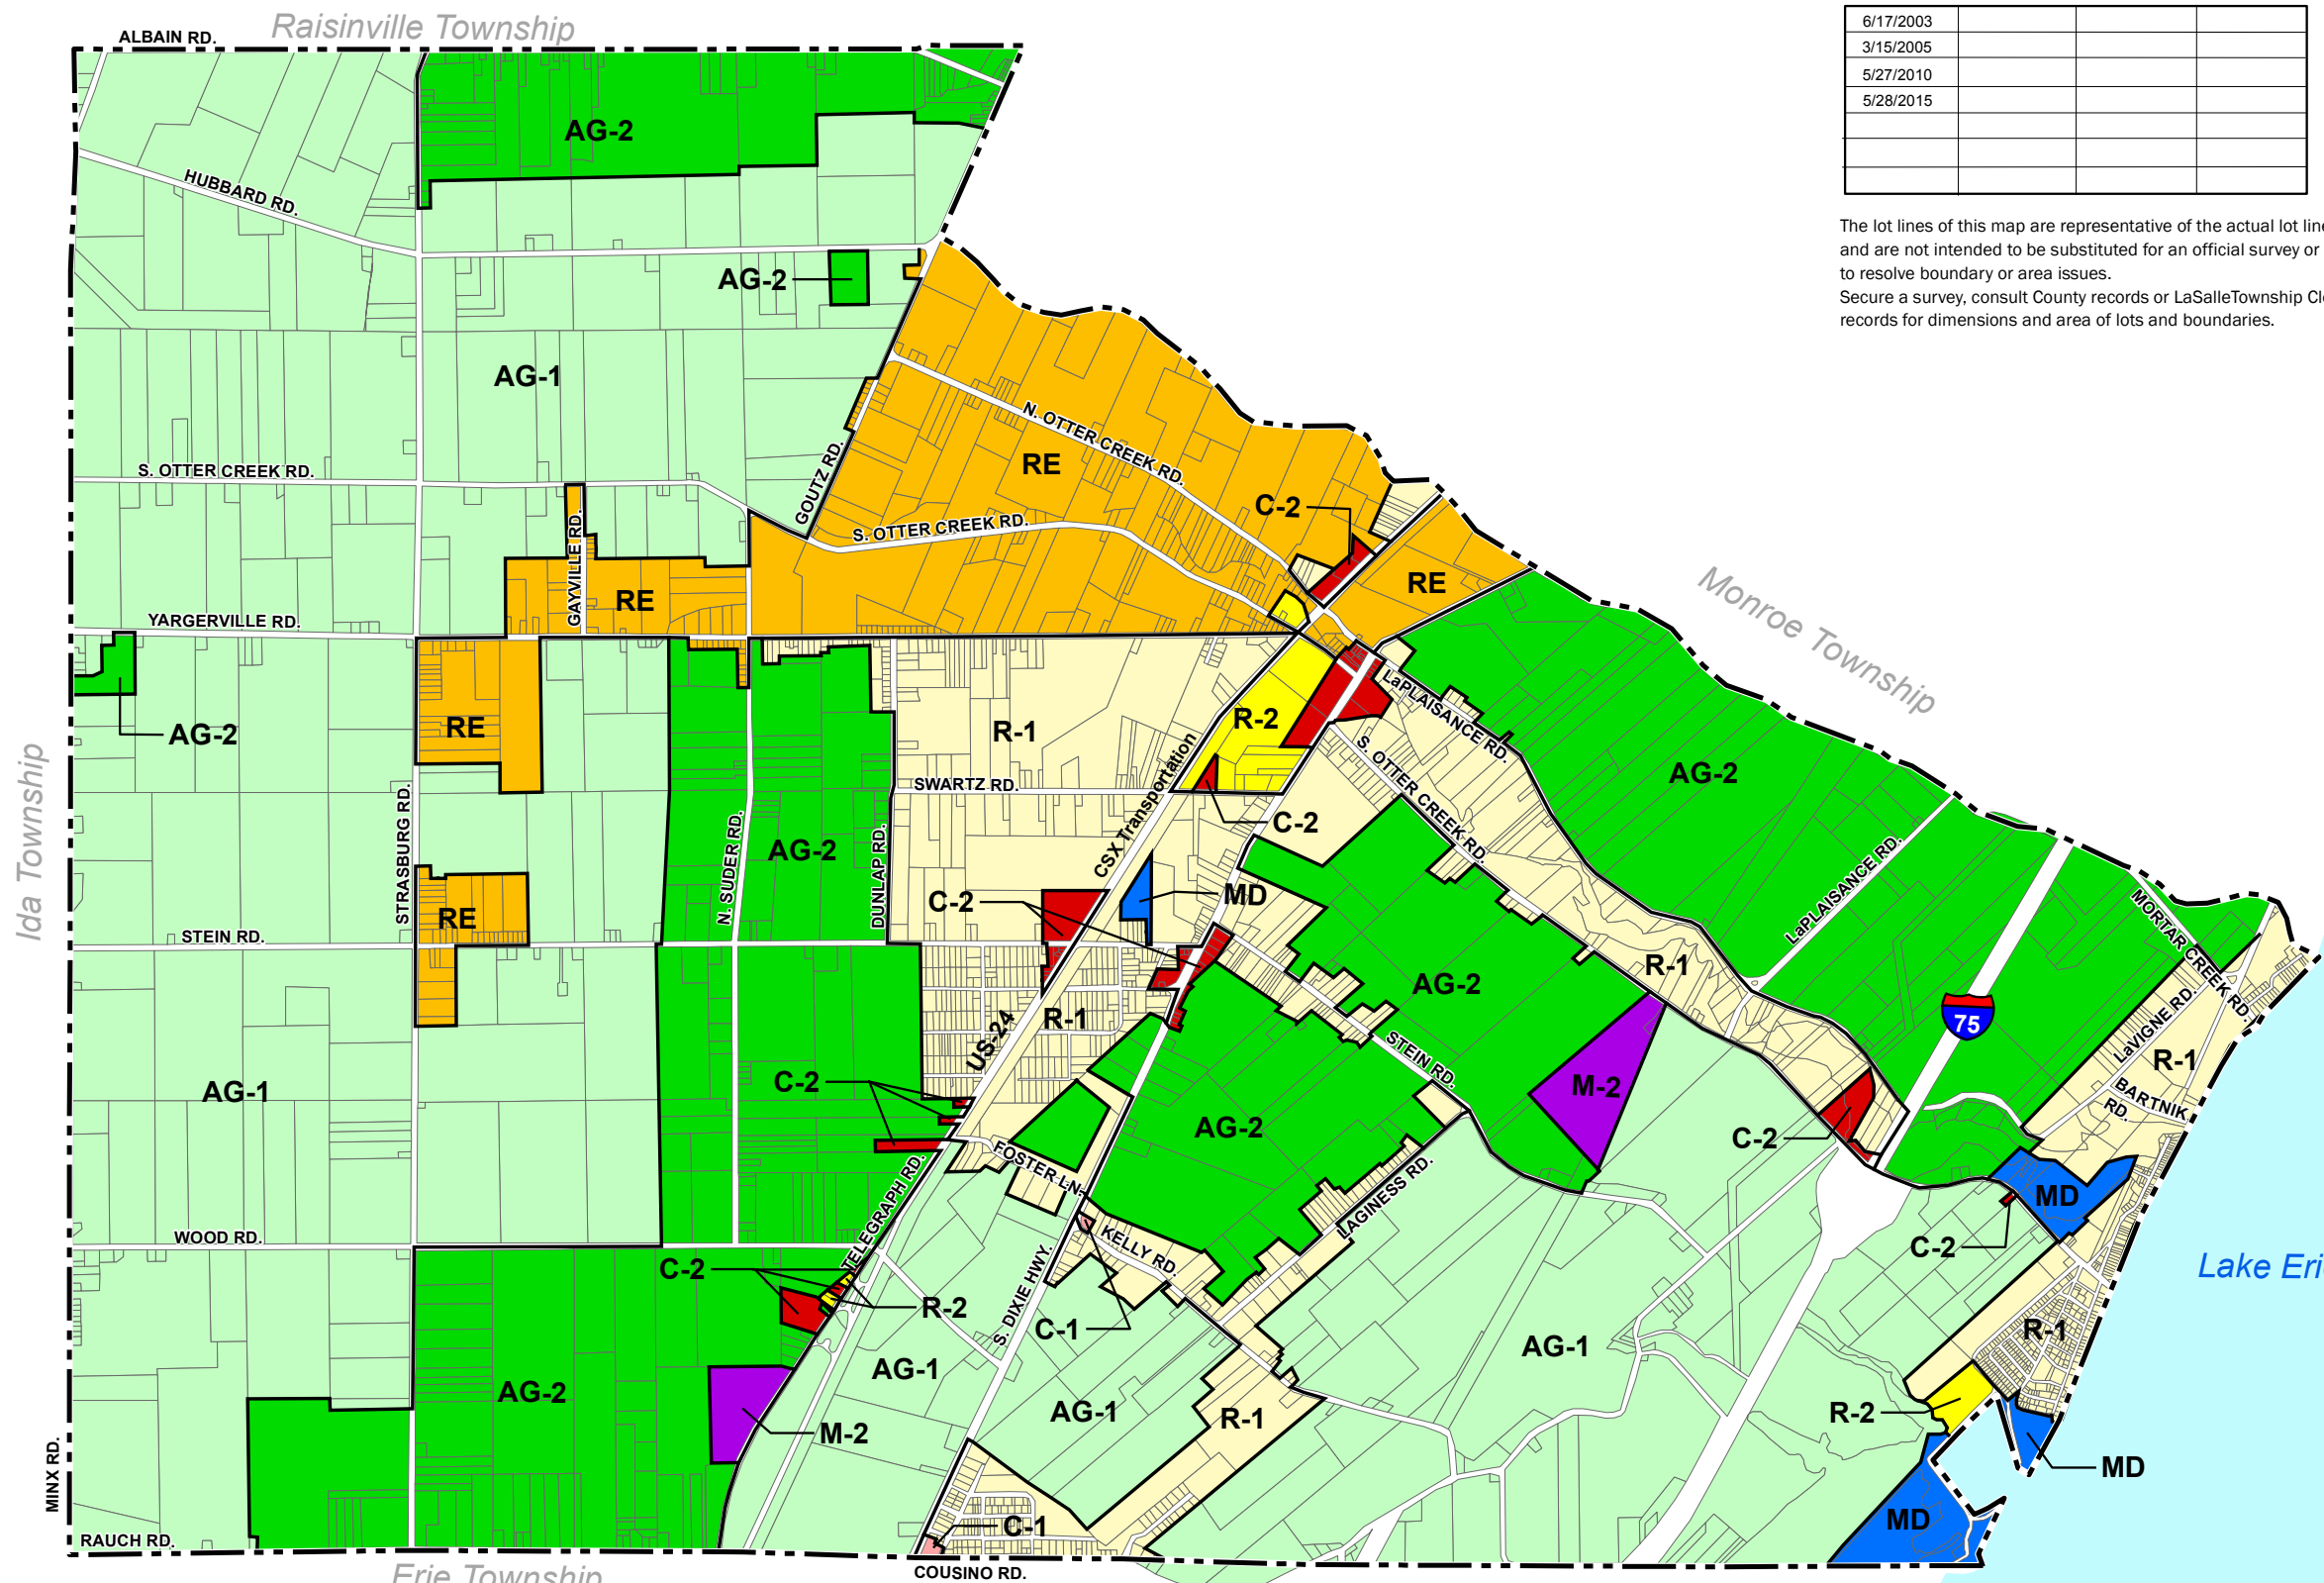 Raisinville Township
ALBAIN RD.
6/17/2003
3/15/2005
5/27/2010
5/28/2015
The lot lines of this map are representative of the actual lot line
and are not intended to be substituted for an official survey or
to resolve boundary or area issues.
Secure a survey, consult County records or LaSalleTownship Cl
records for dimensions and area of lots and boundaries.
AG-2
HUBBARD RD.
AG-2
AG-1
N. OTTER CREEK RD.
RE
S. OTTER CREEK RD.
GOUTZ RD.
C-2
S. OTTER CREEK RD.
GAYVILLE RD.
RE
RE
Monroe Township
YARGERVILLE RD.
AG-2
RE
R-1
R-2
LaPLAISANCE RD.
S. OTTER CREEK RD.
AG-2
Ida Township
STRASBURG RD.
SWARTZ RD.
CSX Transportation
C-2
N. SUDER RD.
AG-2
DUNLAP RD.
LaPLAISANCE RD.
RE
C-2
MD
MORTAR CREEK RD.
STEIN RD.
R-1
AG-2
LaVIGNE RD.
75
US-24
R-1
STEIN RD.
R-1
AG-1
C-2
M-2
BARTNIK
RD.
AG-2
C-2
FOSTER LN.
TELEGRAPH RD.
LAGINESS RD.
MD
WOOD RD.
KELLY RD.
C-2
C-2
Lake Eri
R-2
S. DIXIE HWY.
C-1
R-1
AG-1
AG-1
AG-2
AG-1
R-1
R-2
M-2
MD
MINX RD.
C-1
MD
RAUCH RD.
COUSINO RD.
Erie Township